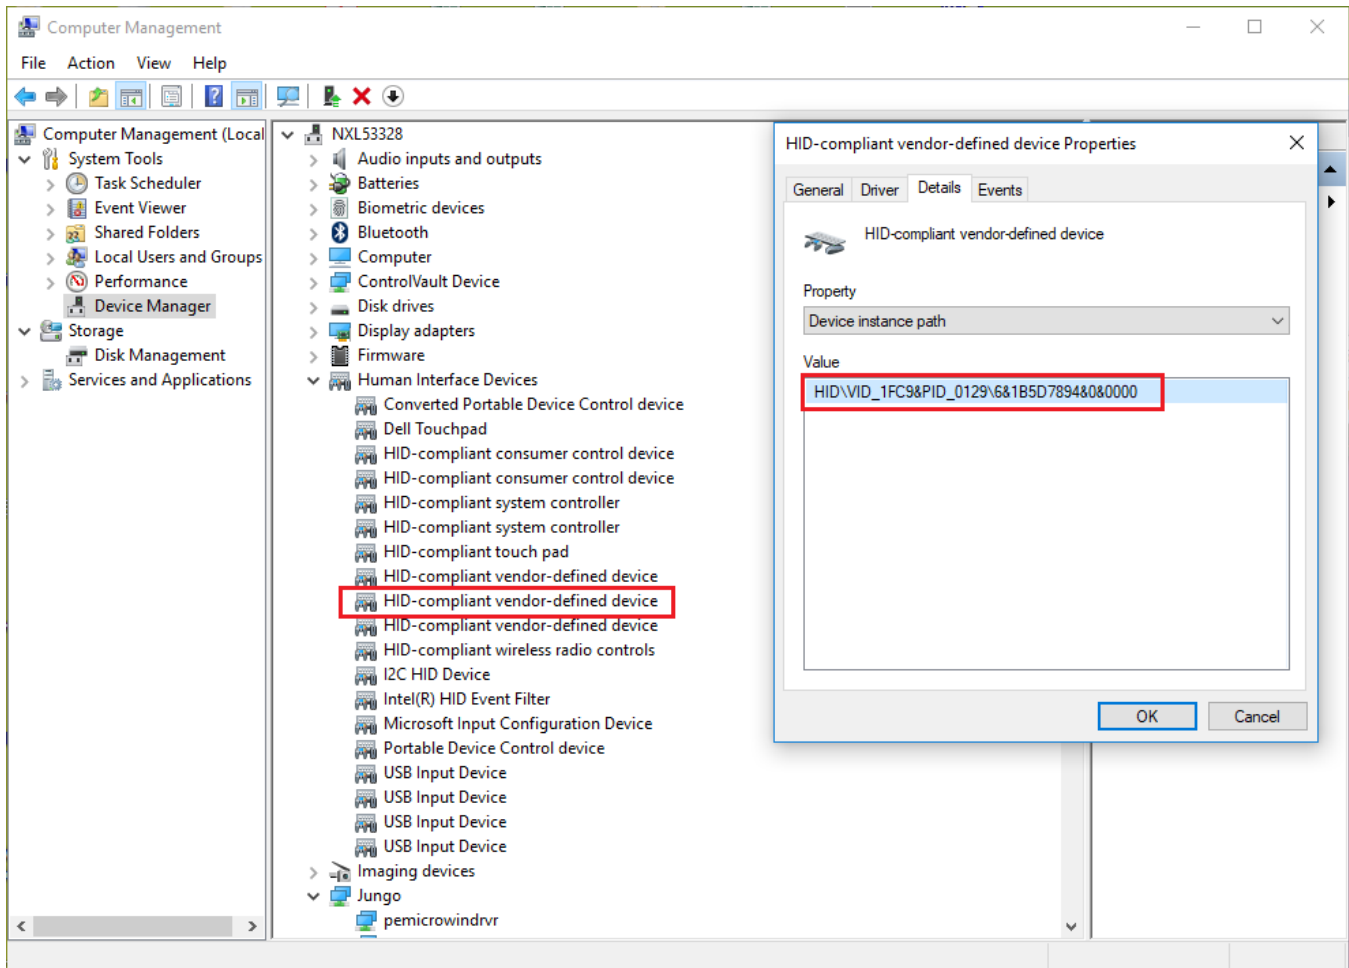 Computer Management
File Action View Help
Computer Management (Local
System Tools
Task Scheduler
Event Viewer
Shared Folders
Local Users and Groups
Performance
Device Manager
Storage
Disk Management
Services and Applications
NXL53328
Audio inputs and outputs
Batteries
Biometric devices
Bluetooth
Computer
ControlVault Device
Disk drives
Display adapters
Firmware
Human Interface Devices
Converted Portable Device Control device
Dell Touchpad
HID-compliant consumer control device
HID-compliant consumer control device
HID-compliant system controller
HID-compliant system controller
HID-compliant touch pad
HID-compliant vendor-defined device
HID-compliant vendor-defined device
HID-compliant vendor-defined device
HID-compliant wireless radio controls
I2C HID Device
Intel(R) HID Event Filter
Microsoft Input Configuration Device
Portable Device Control device
USB Input Device
USB Input Device
USB Input Device
USB Input Device
Imaging devices
Jungo
pemicrowindrvr
HID-compliant vendor-defined device Properties
General Driver Details Events
HID-compliant vendor-defined device
Property
Device instance path
Value
HID\VID_1FC9&PID_0129\6&1B5D7894&0&0000
OK Cancel